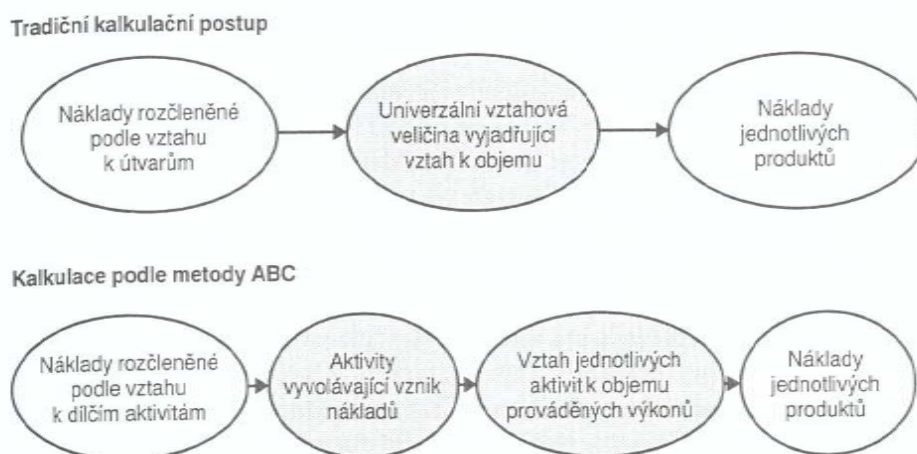 Tradiční kalkulační postup
Náklady rozčleněné
podle vztahu
k útvarům
Univerzální vztahová
veličina vyjadřující
vztah k objemu
Náklady
jednotlivých
produktů
Kalkulace podle metody ABC
Náklady rozčleněné
podle vztahu
k dílčím aktivitám
Aktivity
vyvolávající vznik
nákladů
Vztah jednotlivých
aktivit k objemu
prováděných výkonů
Náklady
jednotlivých
produktů